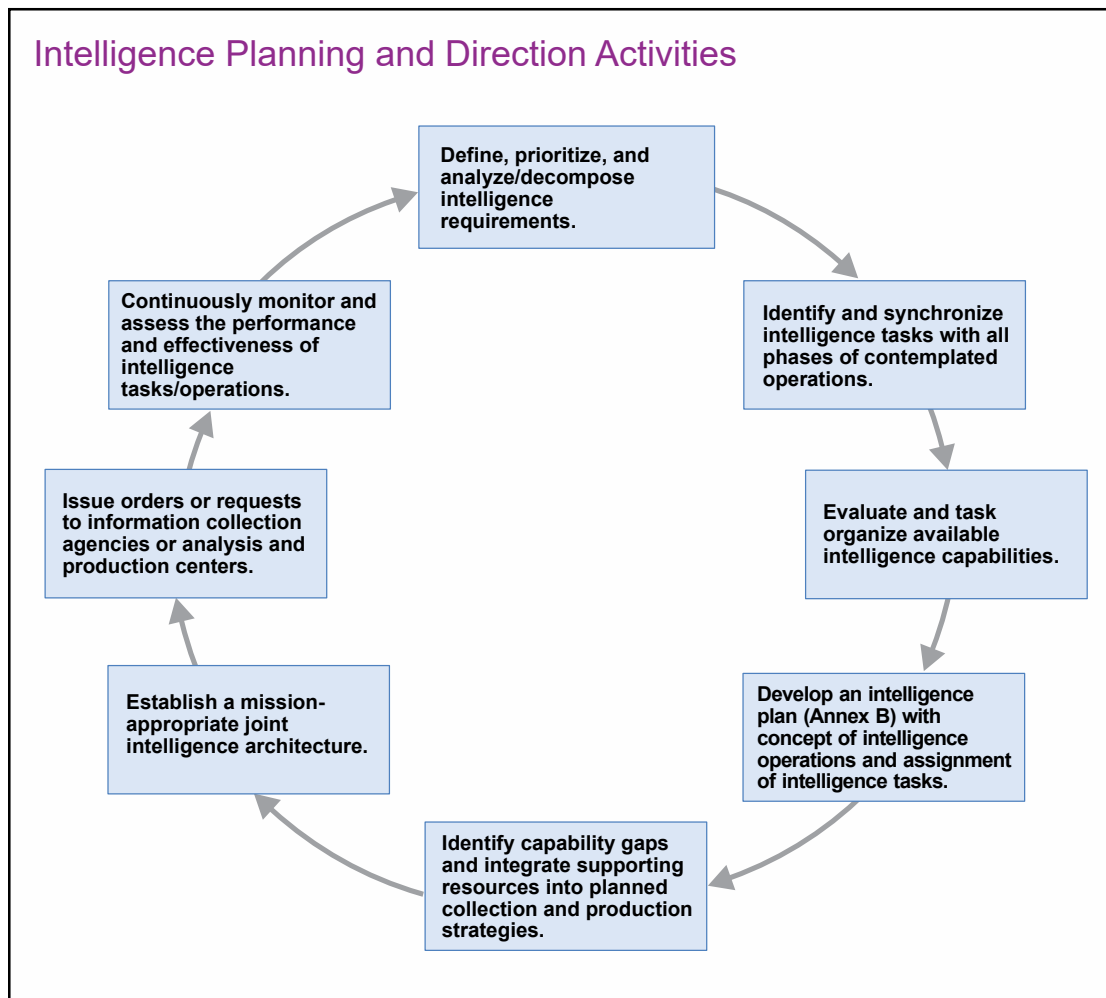 Intelligence Planning and Direction Activities
Define, prioritize, and
analyze/decompose
intelligence
requirements.
Identify and synchronize
intelligence tasks with all
phases of contemplated
operations.
Evaluate and task
organize available
intelligence capabilities.
Develop an intelligence
plan (Annex B) with
concept of intelligence
operations and assignment
of intelligence tasks.
Identify capability gaps
and integrate supporting
resources into planned
collection and production
strategies.
Establish a mission-
appropriate joint
intelligence architecture.
Issue orders or requests
to information collection
agencies or analysis and
production centers.
Continuously monitor and
assess the performance
and effectiveness of
intelligence
tasks/operations.